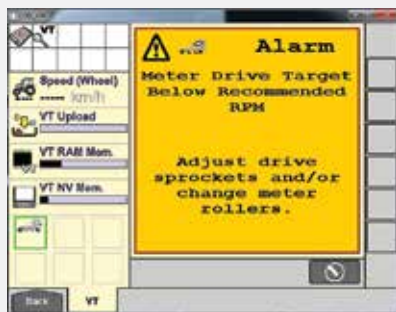 VT
Alarm
Meter Drive Target
Below Recommended
RPM
Adjust drive
sprockets and/or
change meter
rollers.
Speed (Wheel)
---- km/h
VT Upload
VT RAM Mem.
VT NV Mem.
Back
VT